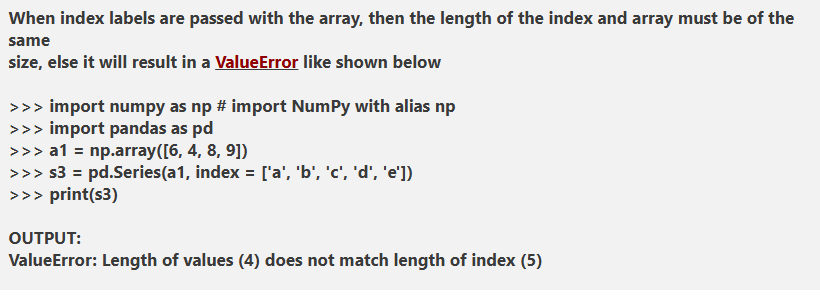 When index labels are passed with the array, then the length of the index and array must be of the
same
size, else it will result in a ValueError like shown below
>>> import numpy as np # import NumPy with alias np
>>> import pandas as pd
>>> a1 = np.array([6, 4, 8, 9])
>>> s3 = pd.Series(a1, index = ['a', 'b', 'c', 'd', 'e'])
>>> print(s3)
OUTPUT:
ValueError: Length of values (4) does not match length of index (5)